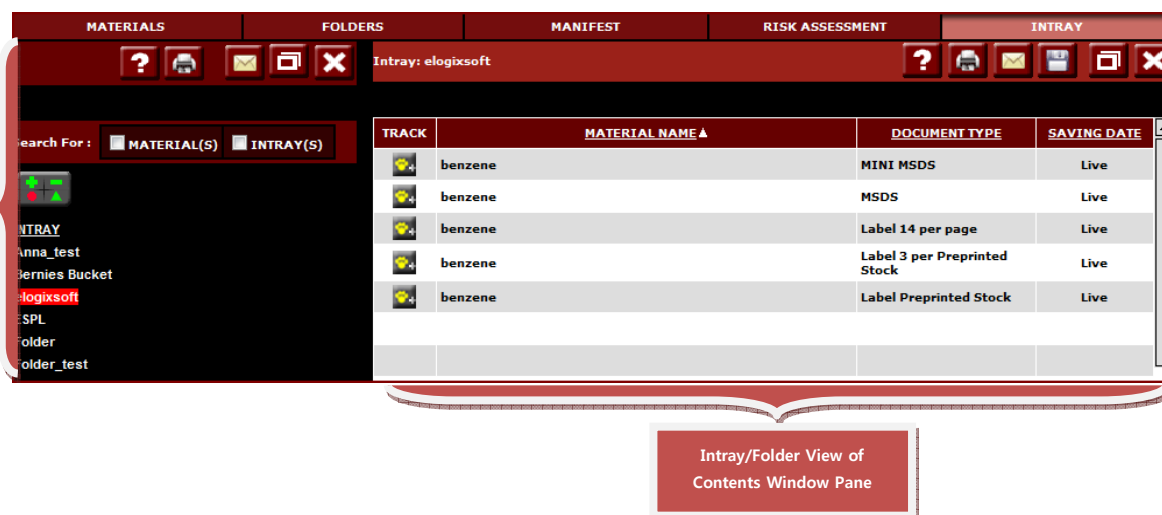 MATERIALS FOLDERS MANIFEST RISK ASSESSMENT INTRAY
? ?
Intray: elogixsoft
Search For : MATERIAL(S) INTRAY(S)
INTRAY
Anna_test
Bernies Bucket
elogixsoft
ESPL
Folder
Folder_test
TRACK MATERIAL NAME▲ DOCUMENT TYPE SAVING DATE
benzene MINI MSDS Live
benzene MSDS Live
benzene Label 14 per page Live
benzene Label 3 per Preprinted
Stock Live
benzene Label Preprinted Stock Live
Intray/Folder View of
Contents Window Pane